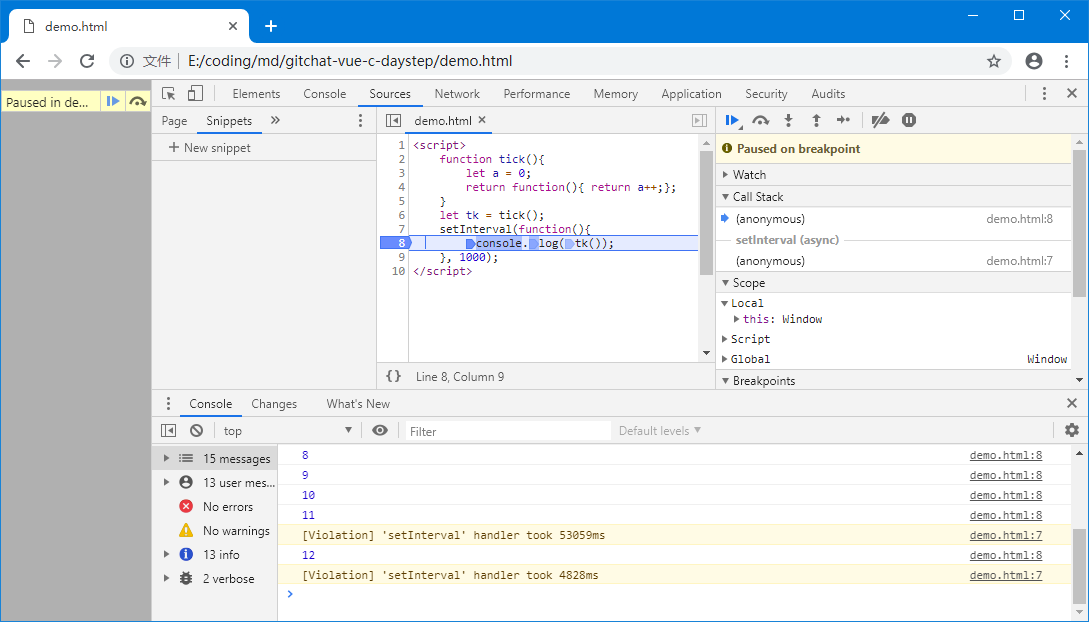 demo.html
文件 E:/coding/md/gitchat-vue-c-daystep/demo.html
Paused in de...
Elements Console Sources Network Performance Memory Application Security Audits
Page Snippets
New snippet
demo.html
1 <script>
2 function tick(){
3 let a = 0;
4 return function(){ return a++;};
5 }
6 let tk = tick();
7 setInterval(function(){
8 console.log(tk());
9 }, 1000);
10 </script>
{} Line 8, Column 9
Paused on breakpoint
Watch
Call Stack
(anonymous) demo.html:8
setInterval (async)
(anonymous) demo.html:7
Scope
Local
this: Window
Script
Global Window
Breakpoints
Console Changes What's New
top Filter Default levels
15 messages
13 user mes...
No errors
No warnings
13 info
2 verbose
8 demo.html:8
9 demo.html:8
10 demo.html:8
11 demo.html:8
[Violation] 'setInterval' handler took 53059ms demo.html:7
12 demo.html:8
[Violation] 'setInterval' handler took 4828ms demo.html:7